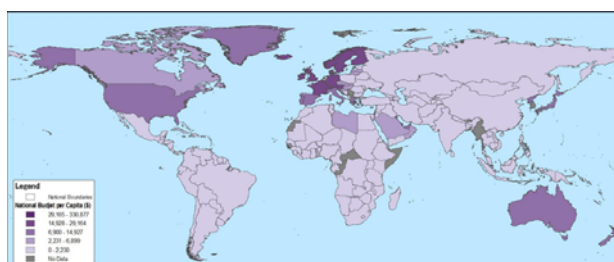 Legend
National Boundaries
National Budget per Capita ($)
29,165 - 330,677
14,928 - 29,164
6,900 - 14,927
2,231 - 6,899
0 - 2,230
No Data